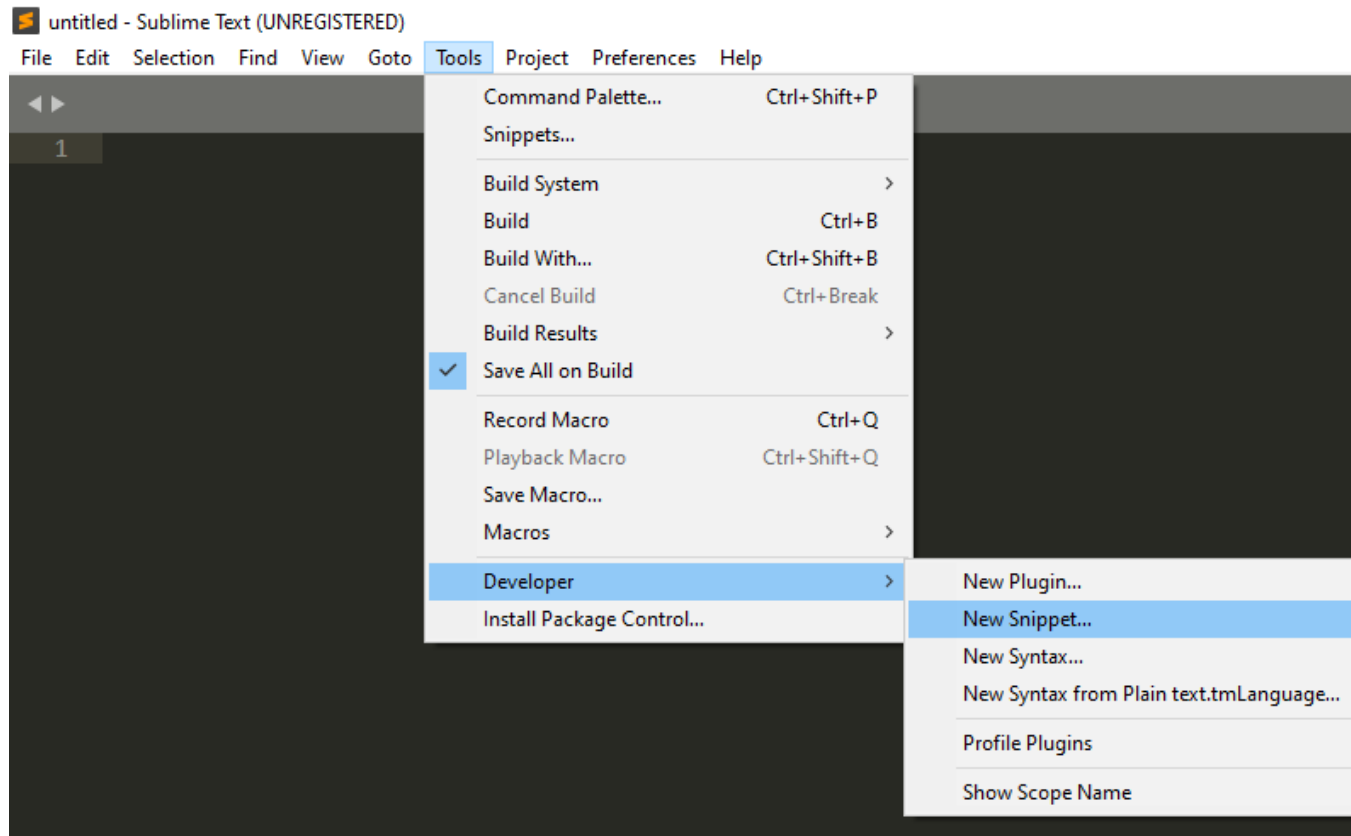 untitled - Sublime Text (UNREGISTERED)
File Edit Selection Find View Goto Tools Project Preferences Help
1
Command Palette... Ctrl+Shift+P
Snippets...
Build System
Build Ctrl+B
Build With... Ctrl+Shift+B
Cancel Build Ctrl+Break
Build Results
Save All on Build
Record Macro Ctrl+Q
Playback Macro Ctrl+Shift+Q
Save Macro...
Macros
Developer
Install Package Control...
New Plugin...
New Snippet...
New Syntax...
New Syntax from Plain text.tmLanguage...
Profile Plugins
Show Scope Name